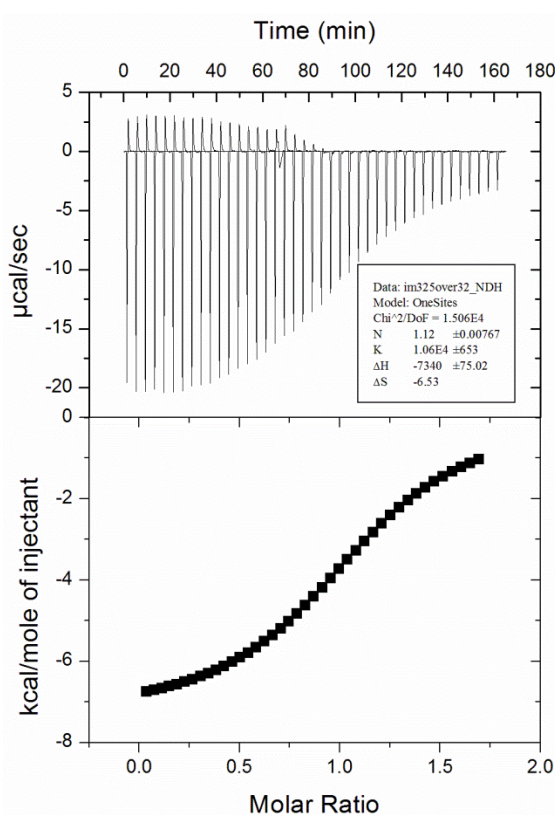 Time (min)
0 20 40 60 80 100 120 140 160 180
5
0
-5
-10
-15
-20
µcal/sec
Data: im325over32_NDH
Model: OneSites
Chi^2/DoF = 1.506E4
N 1.12 ±0.00767
K 1.06E4 ±653
ΔH -7340 ±75.02
ΔS -6.53
0
-2
-4
-6
-8
kcal/mole of injectant
0.0 0.5 1.0 1.5 2.0
Molar Ratio